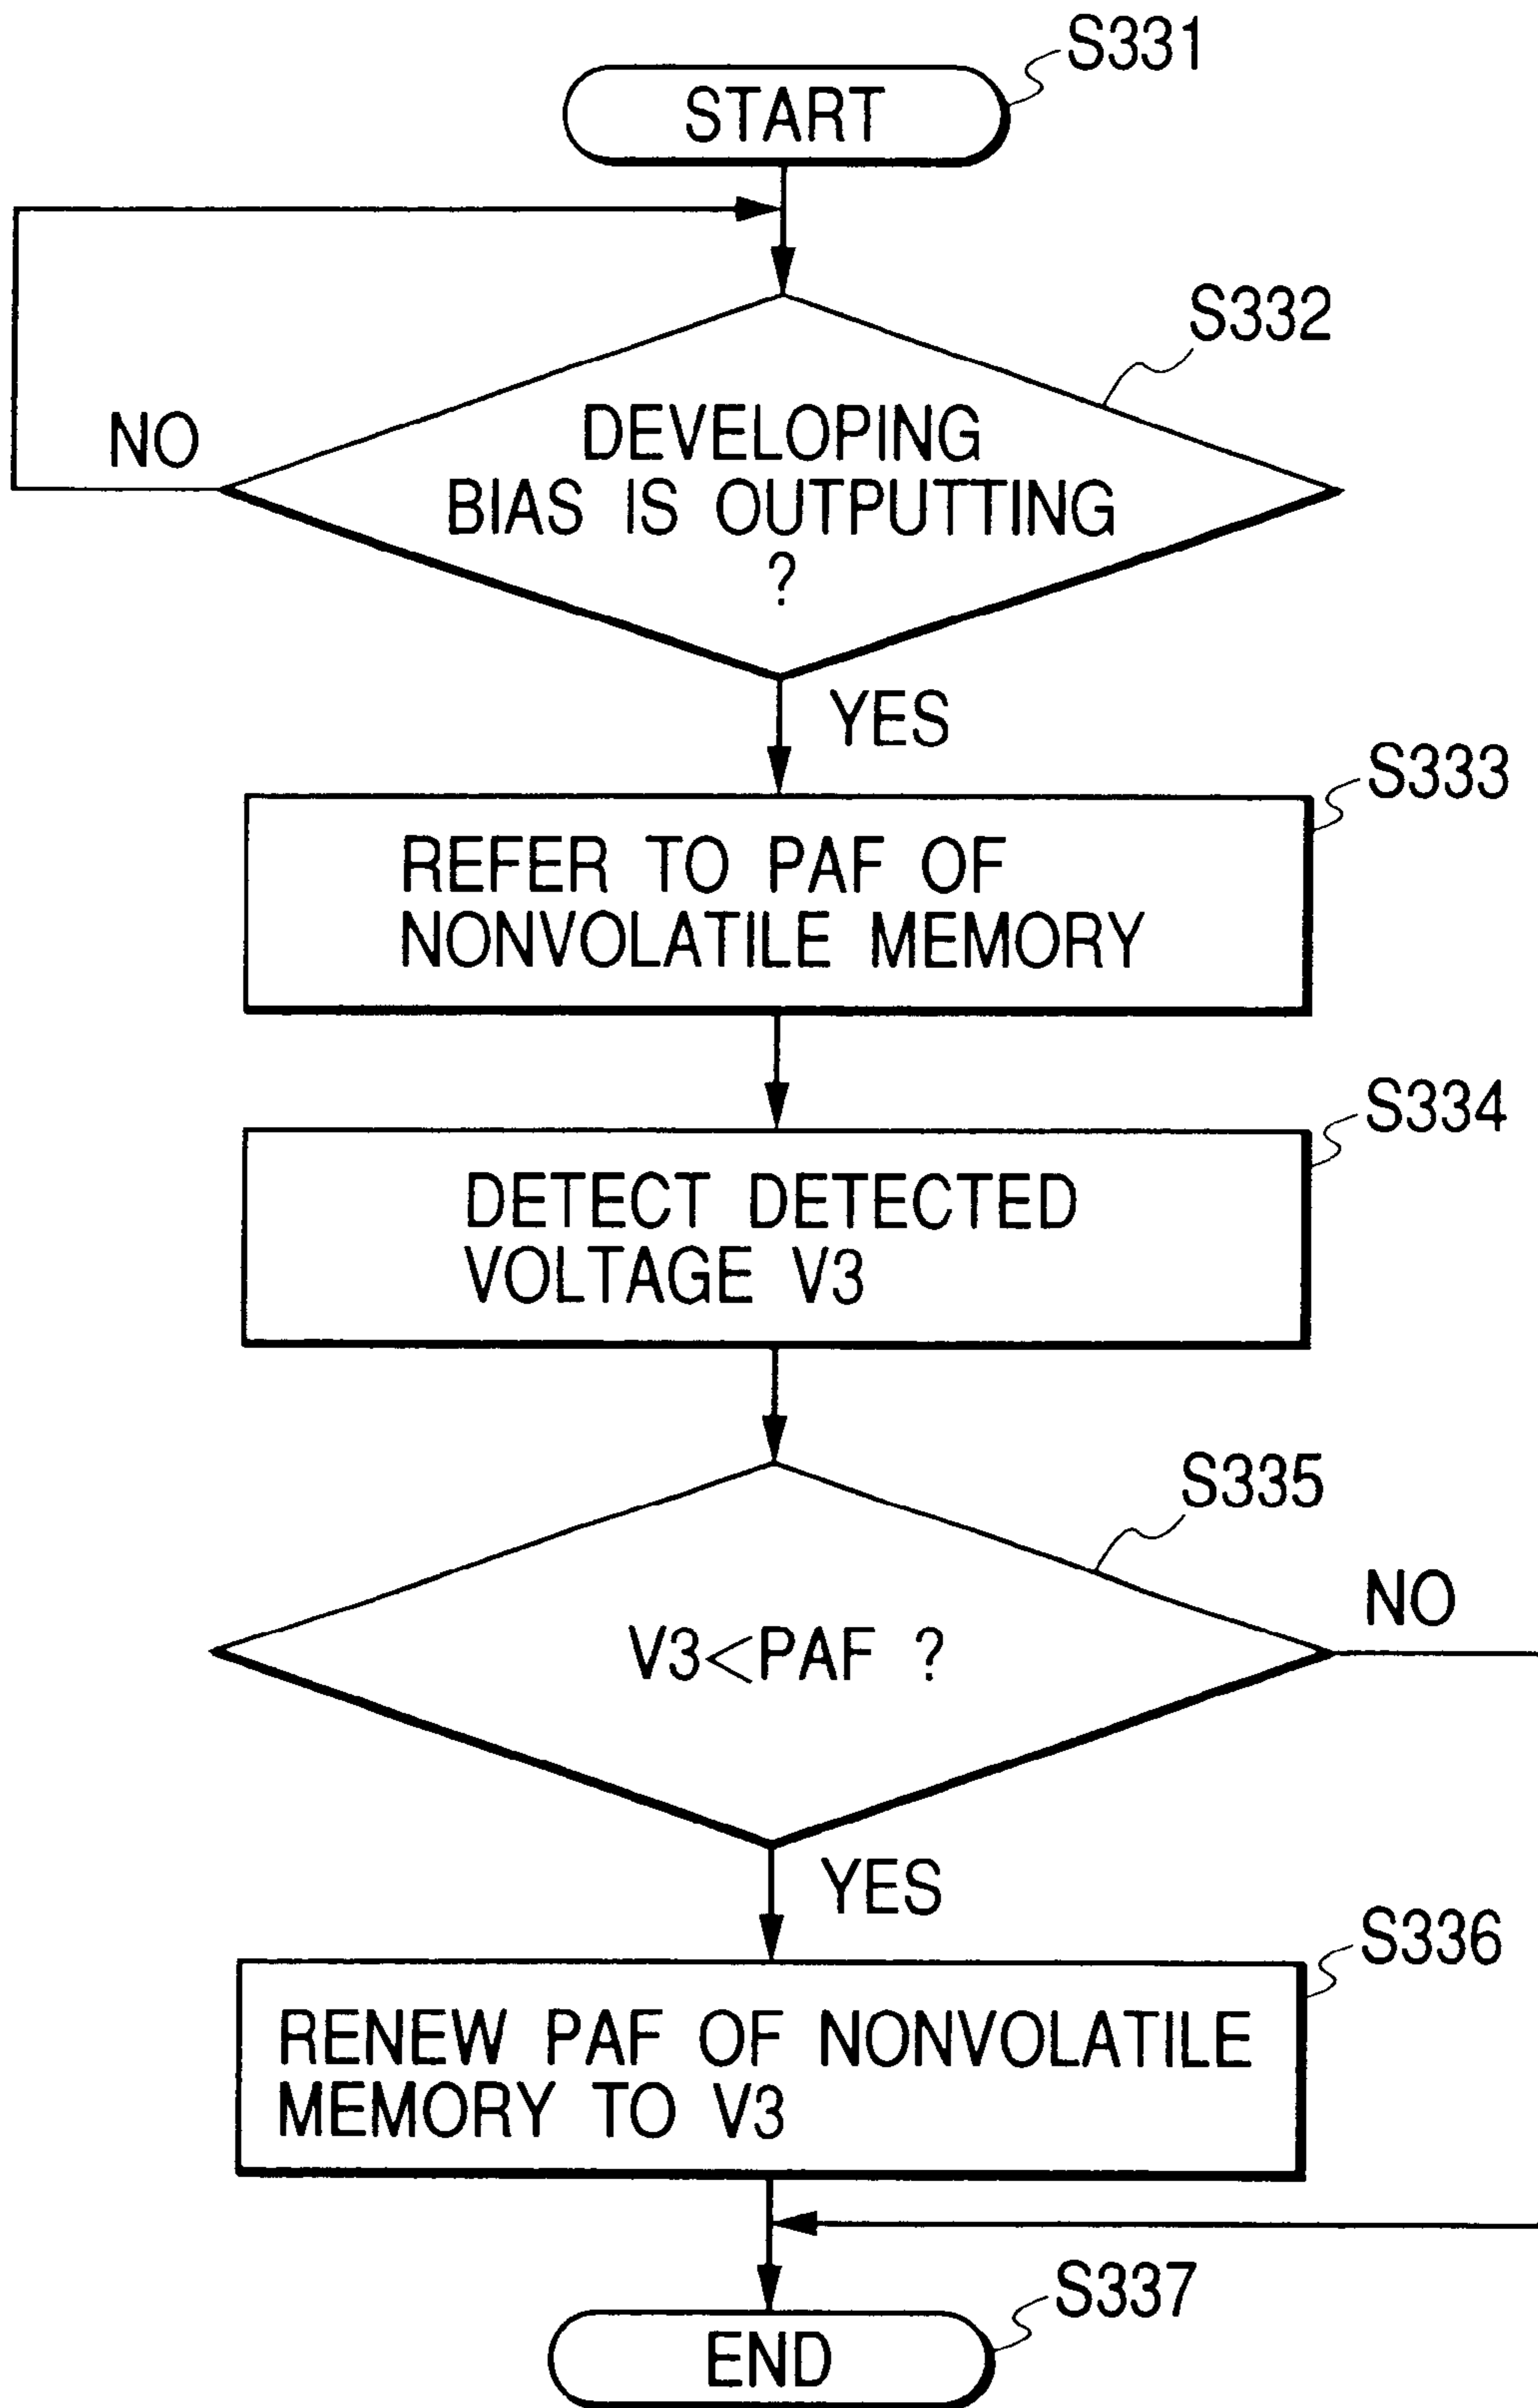 S331
START
S332
NO
DEVELOPING
BIAS IS OUTPUTTING
?
YES
S333
REFER TO PAF OF
NONVOLATILE MEMORY
S334
DETECT DETECTED
VOLTAGE V3
S335
NO
V3<PAF ?
YES
S336
RENEW PAF OF NONVOLATILE
MEMORY TO V3
S337
END